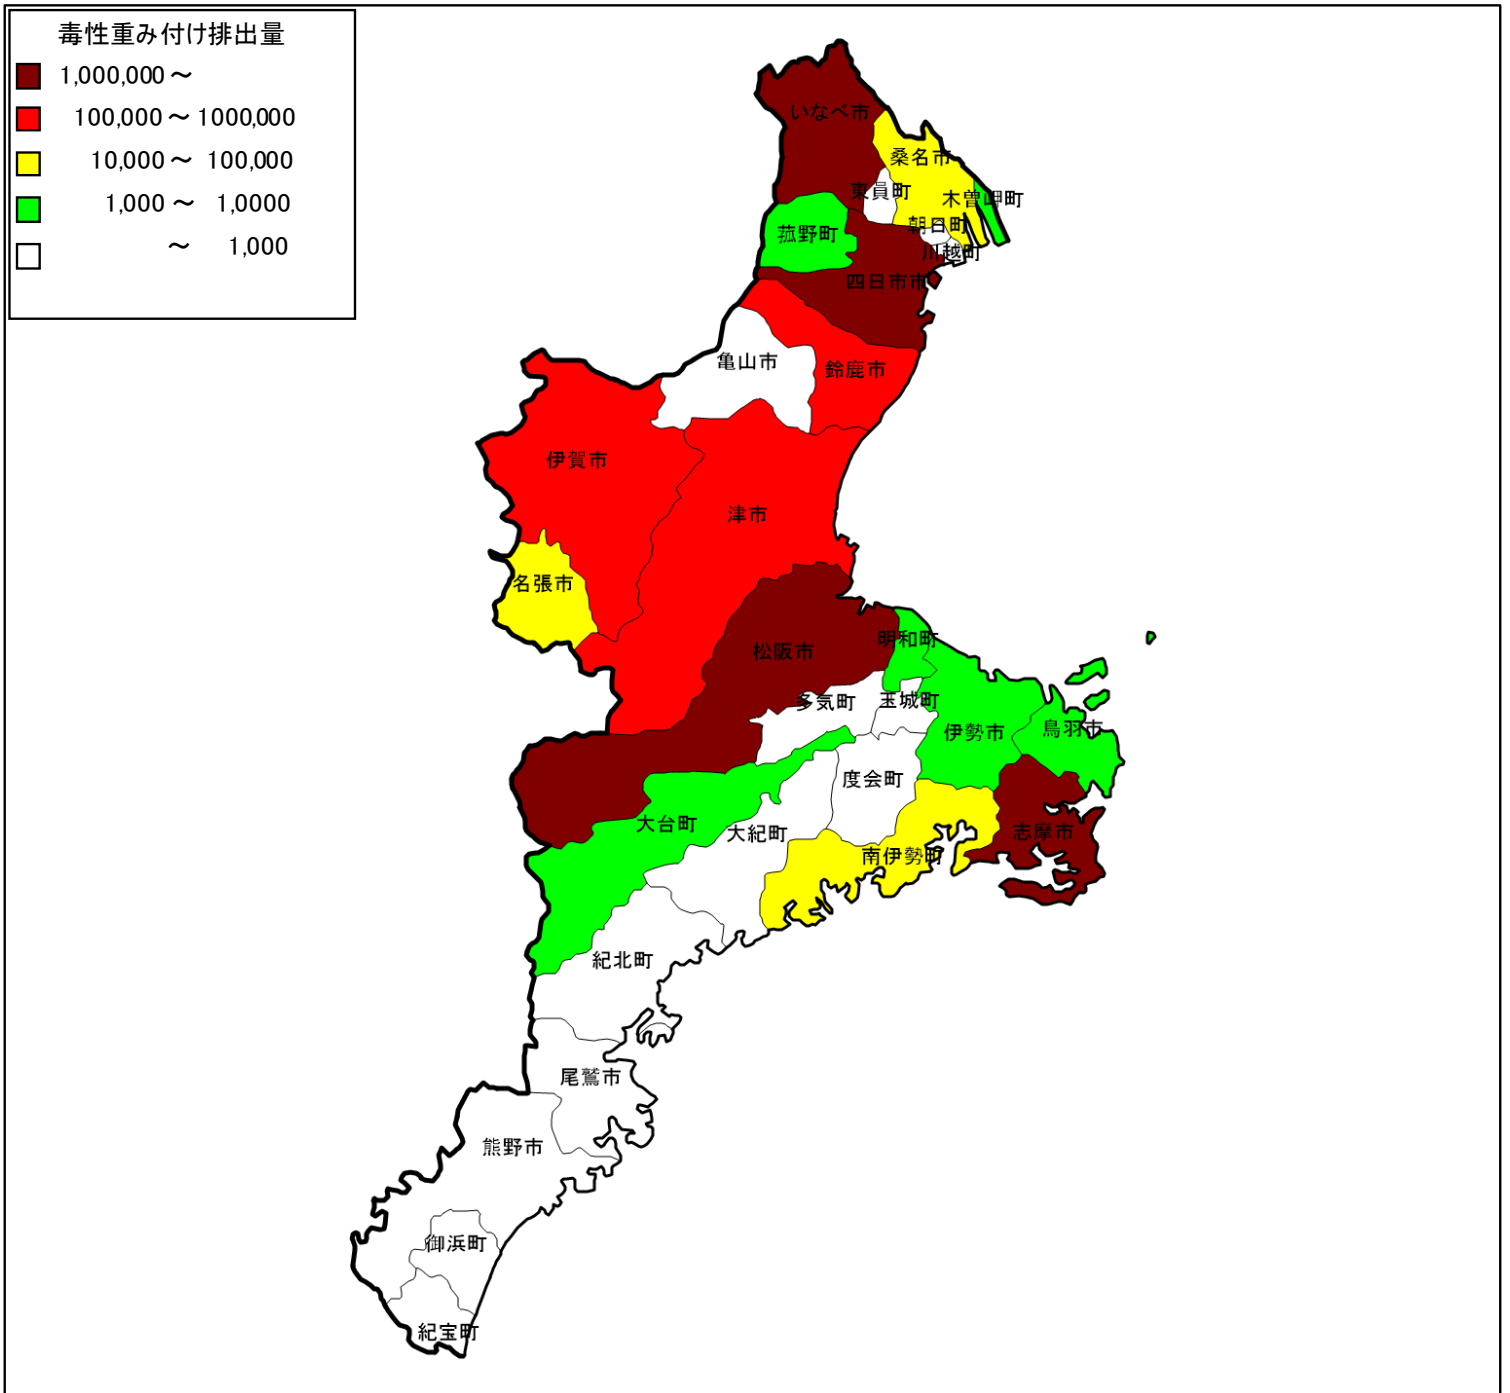 毒性重み付け排出量
1,000,000～
100,000～1000,000
10,000～ 100,000
1,000～ 1,0000
～ 1,000
いなべ市
桑名市
東員町
木曽岬町
朝日町
菰野町
川越町
四日市市
亀山市
鈴鹿市
伊賀市
津市
名張市
明和町
松阪市
多気町
玉城町
伊勢市
鳥羽市
度会町
大台町
大紀町
志摩市
南伊勢町
紀北町
尾鷲市
熊野市
御浜町
紀宝町